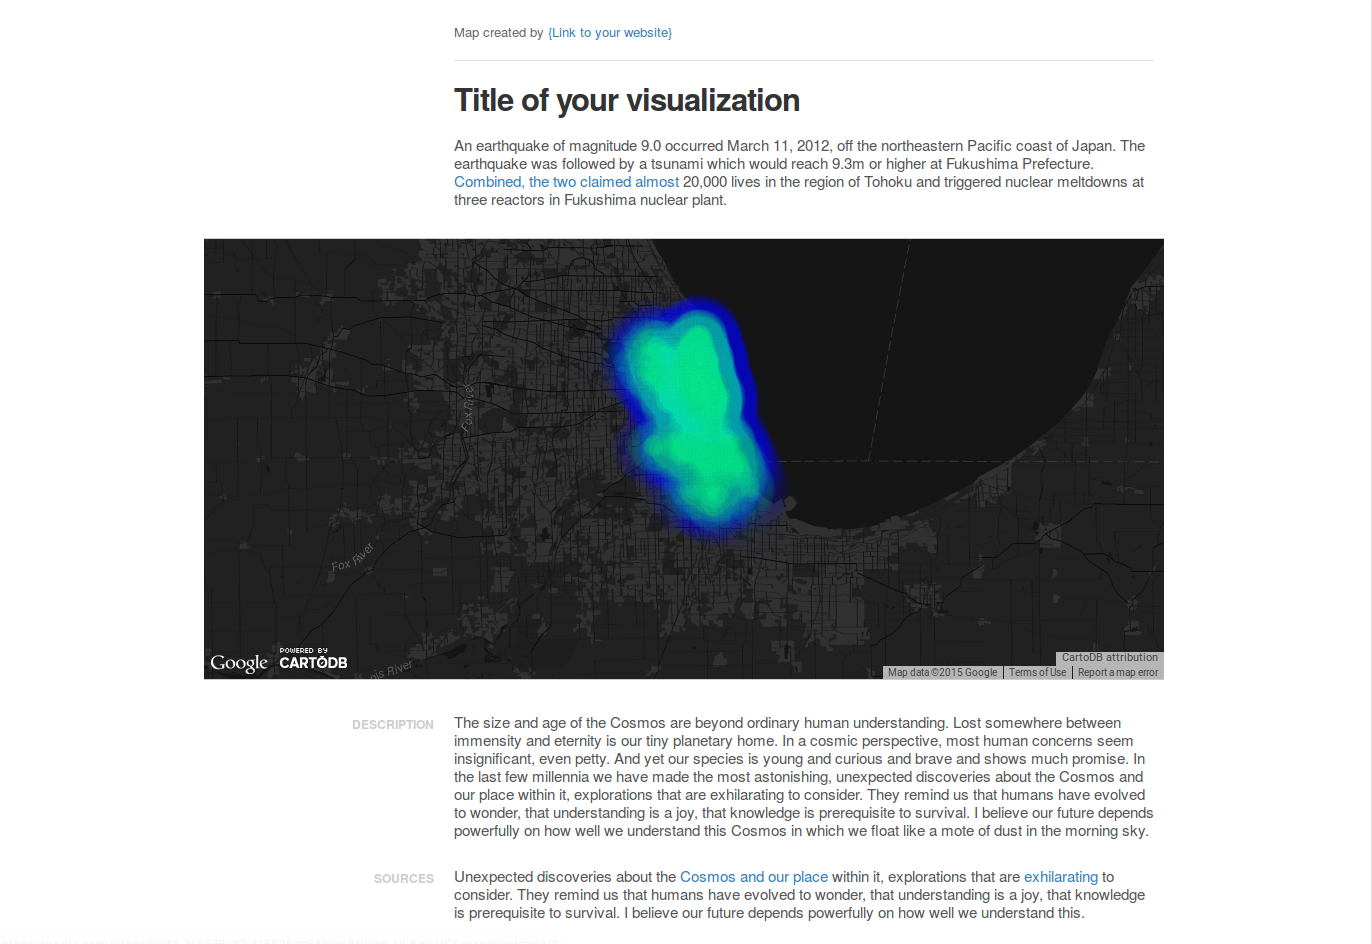 Map created by {Link to your website}
Title of your visualization
An earthquake of magnitude 9.0 occurred March 11, 2012, off the northeastern Pacific coast of Japan. The
earthquake was followed by a tsunami which would reach 9.3m or higher at Fukushima Prefecture.
Combined, the two claimed almost 20,000 lives in the region of Tohoku and triggered nuclear meltdowns at
three reactors in Fukushima nuclear plant.
Fox River
Fox River
River
Google
POWERED BY
CARTODB
CartoDB attribution
Map data ©2015 Google
Terms of Use
Report a map error
DESCRIPTION
The size and age of the Cosmos are beyond ordinary human understanding. Lost somewhere between
immensity and eternity is our tiny planetary home. In a cosmic perspective, most human concerns seem
insignificant, even petty. And yet our species is young and curious and brave and shows much promise. In
the last few millennia we have made the most astonishing, unexpected discoveries about the Cosmos and
our place within it, explorations that are exhilarating to consider. They remind us that humans have evolved
to wonder, that understanding is a joy, that knowledge is prerequisite to survival. I believe our future depends
powerfully on how well we understand this Cosmos in which we float like a mote of dust in the morning sky.
SOURCES
Unexpected discoveries about the Cosmos and our place within it, explorations that are exhilarating to
consider. They remind us that humans have evolved to wonder, that understanding is a joy, that knowledge
is prerequisite to survival. I believe our future depends powerfully on how well we understand this.